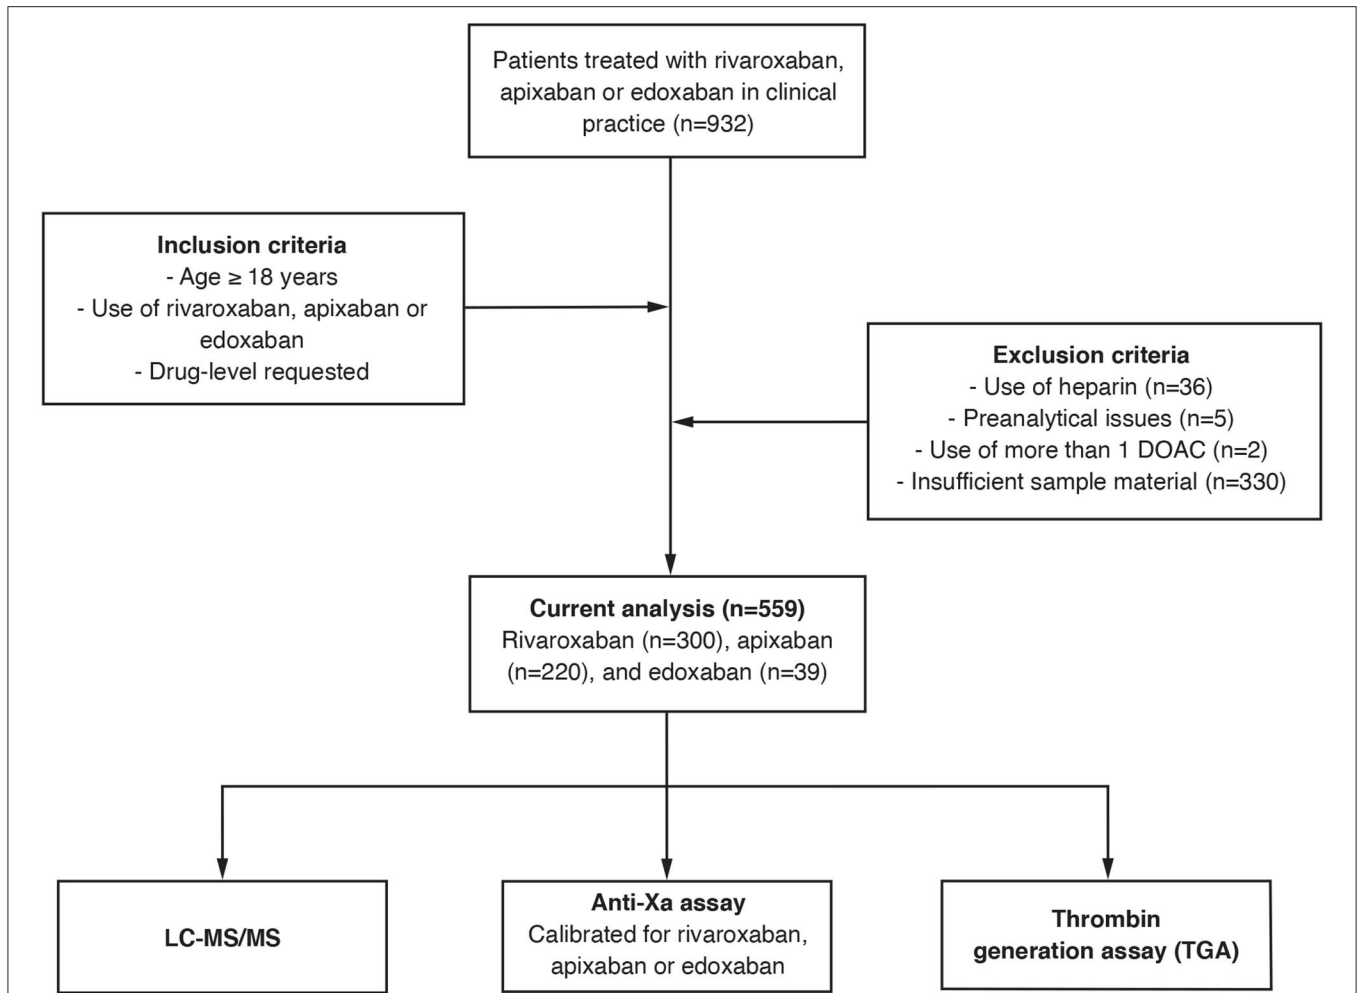 Patients treated with rivaroxaban,
apixaban or edoxaban in clinical
practice (n=932)
Inclusion criteria
- Age ≥ 18 years
- Use of rivaroxaban, apixaban or
edoxaban
- Drug-level requested
Exclusion criteria
- Use of heparin (n=36)
- Preanalytical issues (n=5)
- Use of more than 1 DOAC (n=2)
- Insufficient sample material (n=330)
Current analysis (n=559)
Rivaroxaban (n=300), apixaban
(n=220), and edoxaban (n=39)
LC-MS/MS
Anti-Xa assay
Calibrated for rivaroxaban,
apixaban or edoxaban
Thrombin
generation assay (TGA)